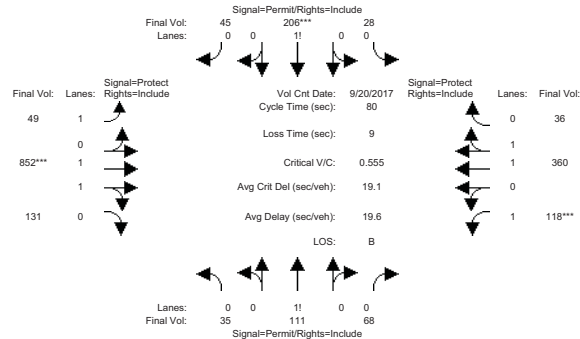 Signal=Permit/Rights=Include
Final Vol: 45 206*** 28
Lanes: 0 0 1! 0 0
Signal=Protect Signal=Protect
Final Vol: Lanes: Rights=Include Vol Cnt Date: 9/20/2017 Rights=Include Lanes: Final Vol:
Cycle Time (sec): 80
49 1 0 36
Loss Time (sec): 9
0 1
852*** 1 Critical V/C: 0.555 1 360
1 Avg Crit Del (sec/veh): 19.1 0
131 0 Avg Delay (sec/veh): 19.6 1 118***
LOS: B
Lanes: 0 0 1! 0 0
Final Vol: 35 111 68
Signal=Permit/Rights=Include